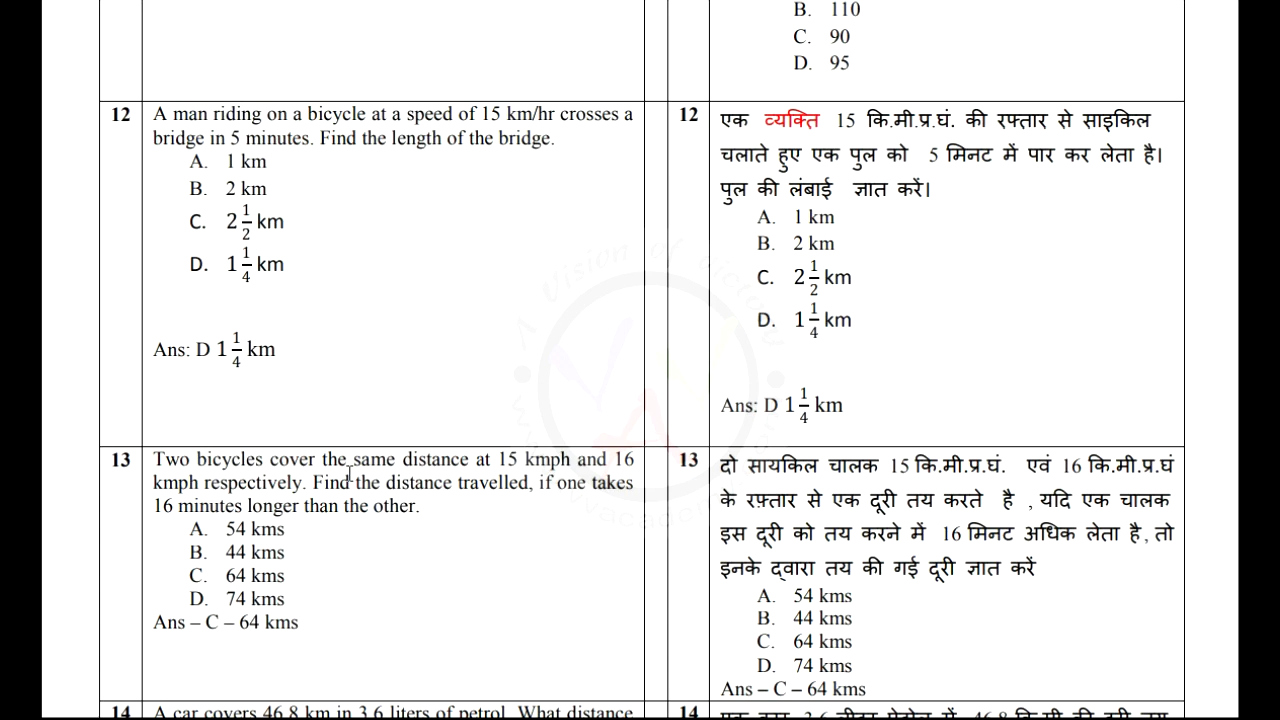 B. 110
C. 90
D. 95
12 A man riding on a bicycle at a speed of 15 km/hr crosses a
bridge in 5 minutes. Find the length of the bridge.
A. 1 km
B. 2 km
C. 2 1/2 km
D. 1 1/4 km
Ans: D 1 1/4 km
12 एक व्यक्ति 15 कि.मी.प्र.घं. की रफ्तार से साइकिल
चलाते हुए एक पुल को 5 मिनट में पार कर लेता है।
पुल की लंबाई ज्ञात करें।
A. 1 km
B. 2 km
C. 2 1/2 km
D. 1 1/4 km
Ans: D 1 1/4 km
13 Two bicycles cover the same distance at 15 kmph and 16
kmph respectively. Find the distance travelled, if one takes
16 minutes longer than the other.
A. 54 kms
B. 44 kms
C. 64 kms
D. 74 kms
Ans – C – 64 kms
13 दो सायकिल चालक 15 कि.मी.प्र.घं. एवं 16 कि.मी.प्र.घं
के रफ़्तार से एक दूरी तय करते है , यदि एक चालक
इस दूरी को तय करने में 16 मिनट अधिक लेता है, तो
इनके द्वारा तय की गई दूरी ज्ञात करें
A. 54 kms
B. 44 kms
C. 64 kms
D. 74 kms
Ans – C – 64 kms
14 A car covers 46.8 km in 3.6 liters of petrol. What distance
14
A Vision of Victory